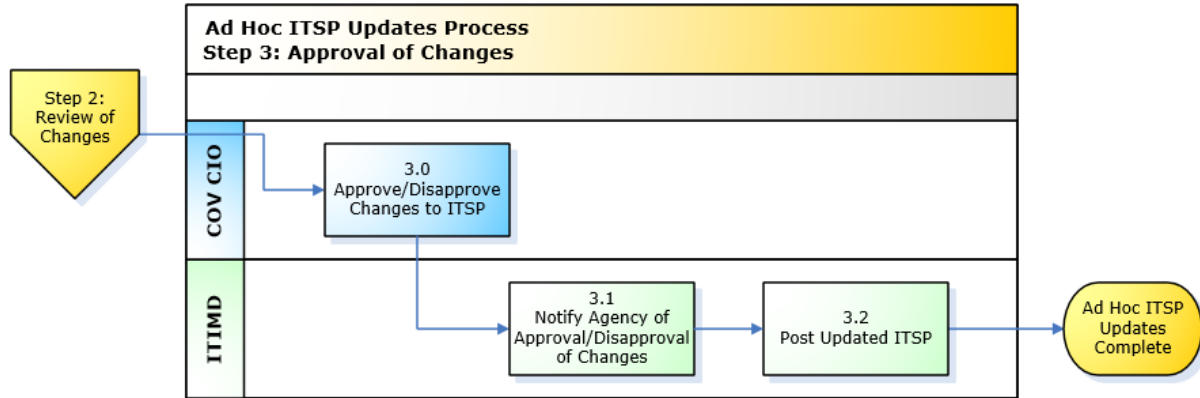 Ad Hoc ITSP Updates Process
Step 3: Approval of Changes
Step 2:
Review of
Changes
COV CIO
3.0
Approve/Disapprove
Changes to ITSP
ITIMD
3.1
Notify Agency of
Approval/Disapproval
of Changes
3.2
Post Updated ITSP
Ad Hoc ITSP
Updates
Complete